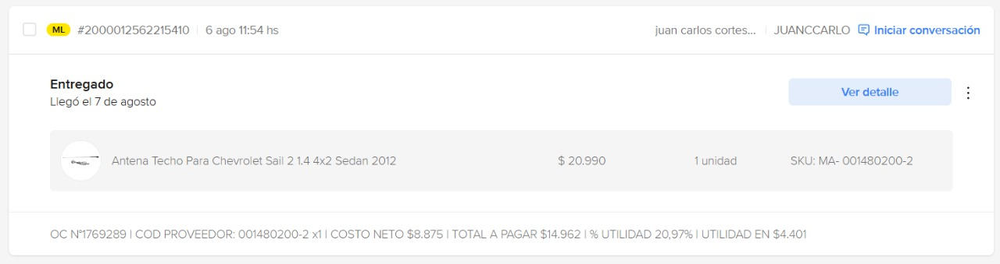 ML #2000012562215410 | 6 ago 11:54 hs juan carlos cortes... | JUANCCARLO Iniciar conversación
Entregado
Llegó el 7 de agosto
Ver detalle
Antena Techo Para Chevrolet Sail 2 1.4 4x2 Sedan 2012 $ 20.990 1 unidad SKU: MA- 001480200-2
OC N°1769289 | COD PROVEEDOR: 001480200-2 x1 | COSTO NETO $8.875 | TOTAL A PAGAR $14.962 | % UTILIDAD 20,97% | UTILIDAD EN $4.401